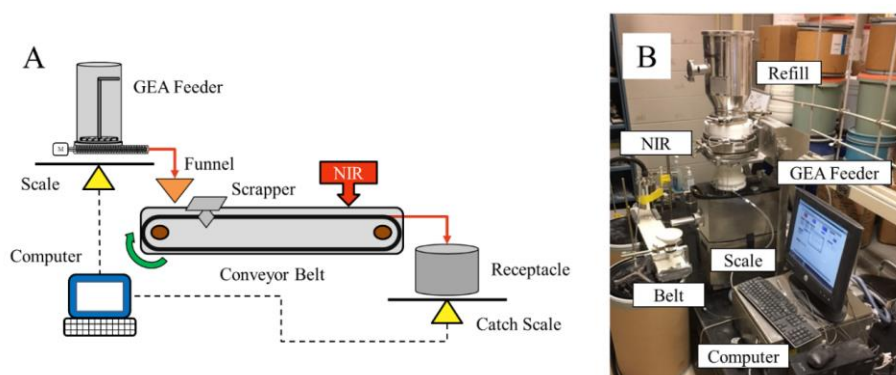 A
GEA Feeder
M
Scale
Funnel
Scrapper
NIR
Computer
Conveyor Belt
Receptacle
Catch Scale
B
Refill
NIR
GEA Feeder
Scale
Belt
Computer